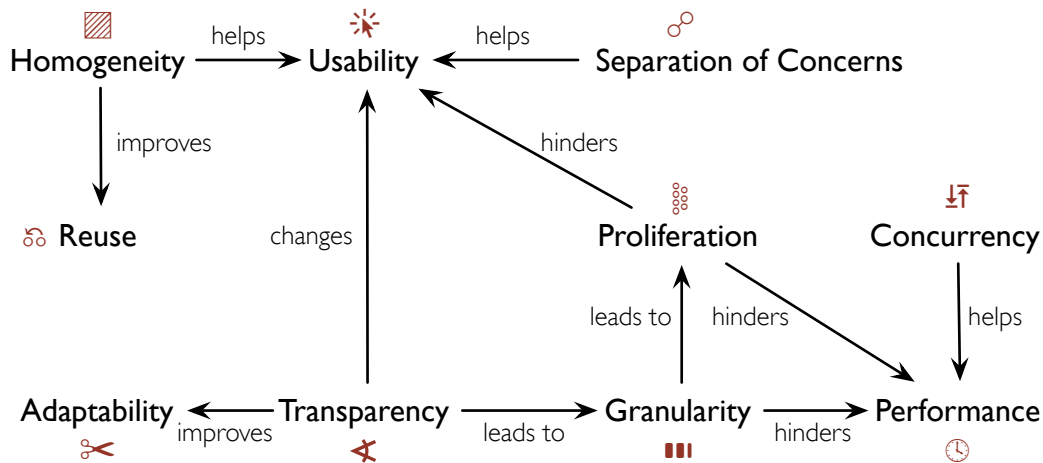 helps
helps
Homogeneity
Usability
Separation of Concerns
improves
hinders
Reuse
changes
Proliferation
Concurrency
leads to
hinders
helps
Adaptability
Transparency
Granularity
Performance
improves
leads to
hinders